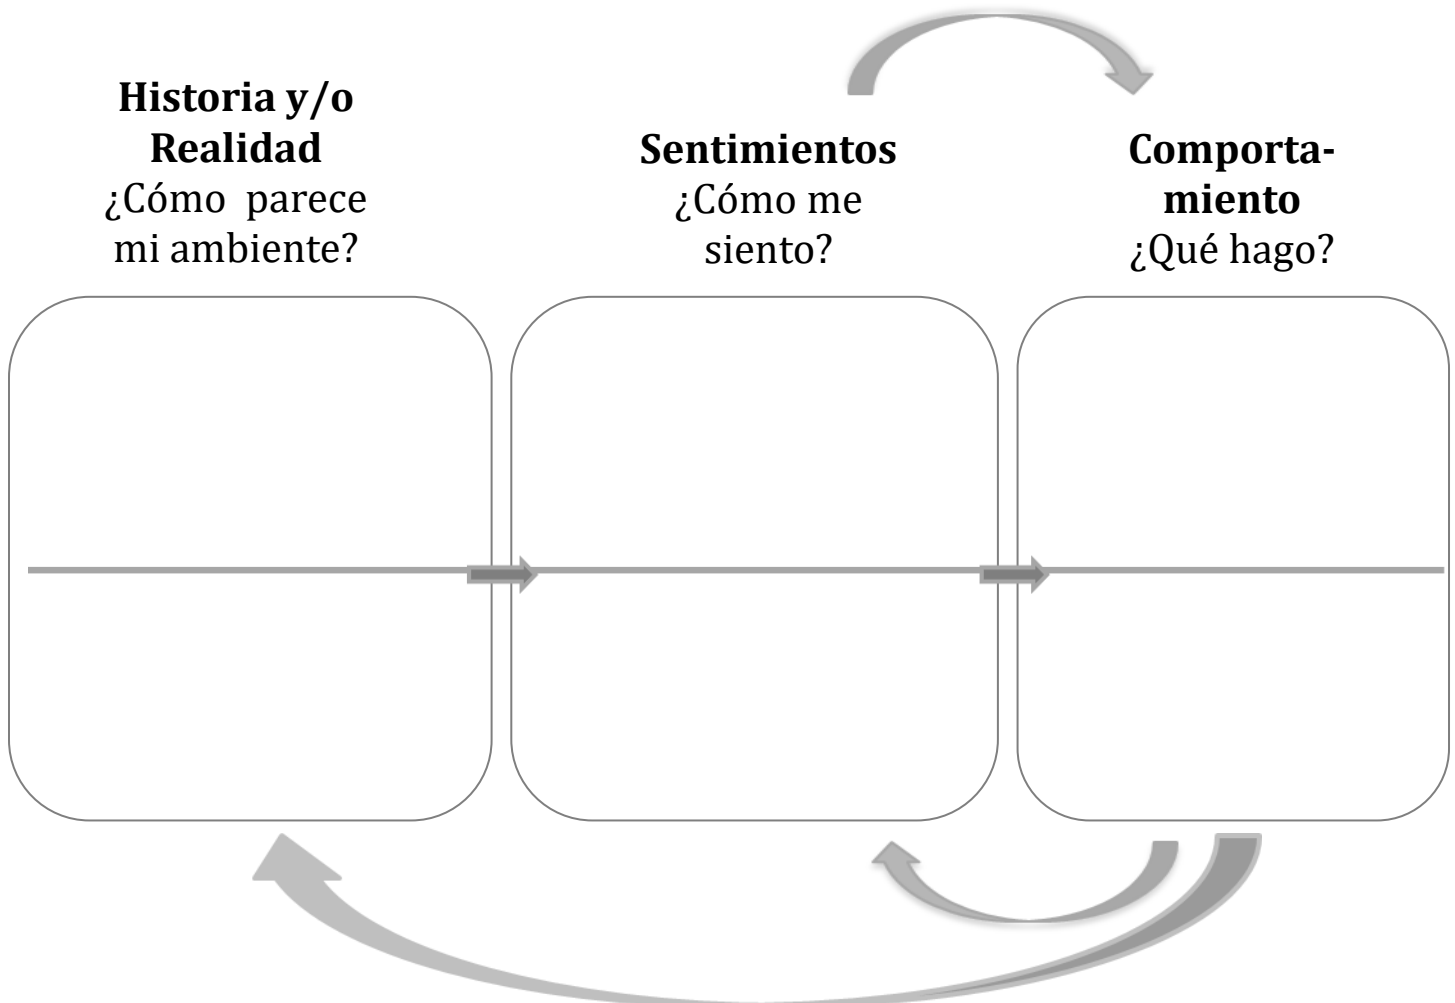 Historia y/o
Realidad
¿Cómo  parece
mi ambiente?
Sentimientos
¿Cómo me
siento?
Comporta-
miento
¿Qué hago?